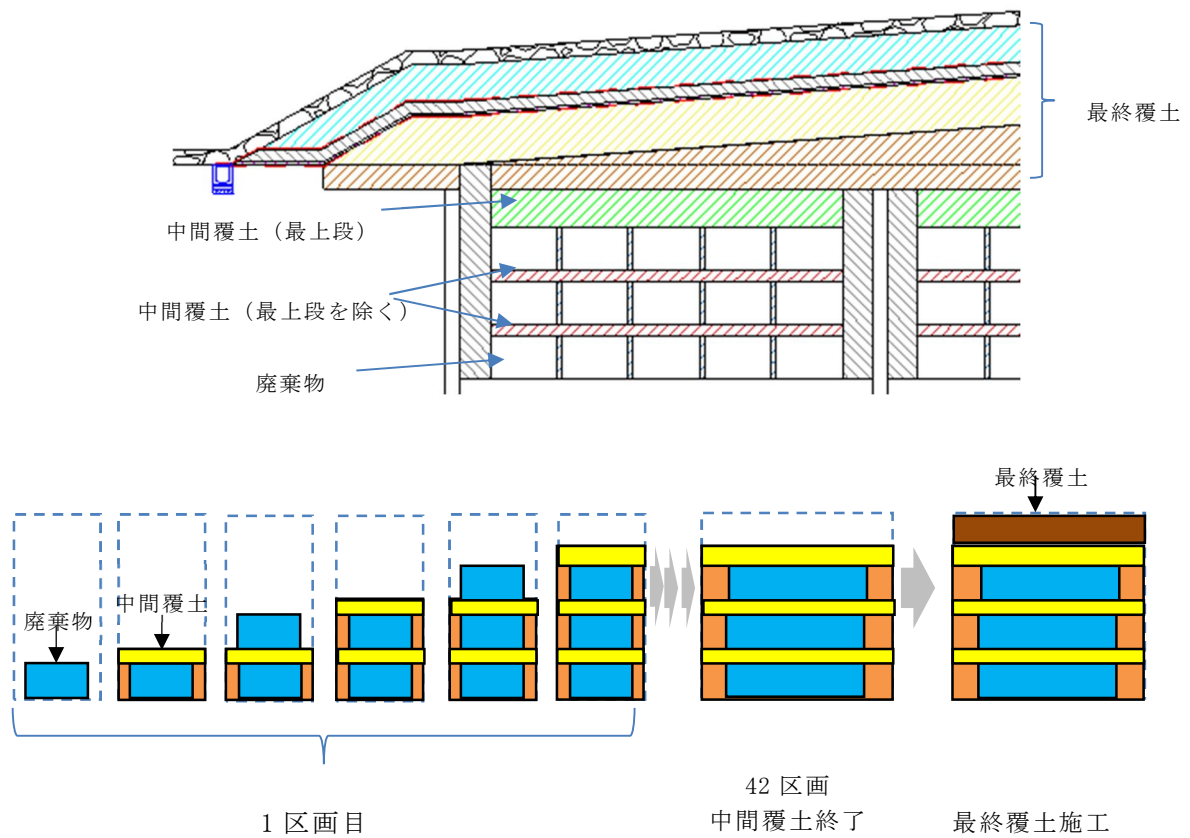 最終覆土
中間覆土（最上段）
中間覆土（最上段を除く）
廃棄物
最終覆土
中間覆土
廃棄物
1 区画目
42 区画
中間覆土終了
最終覆土施工